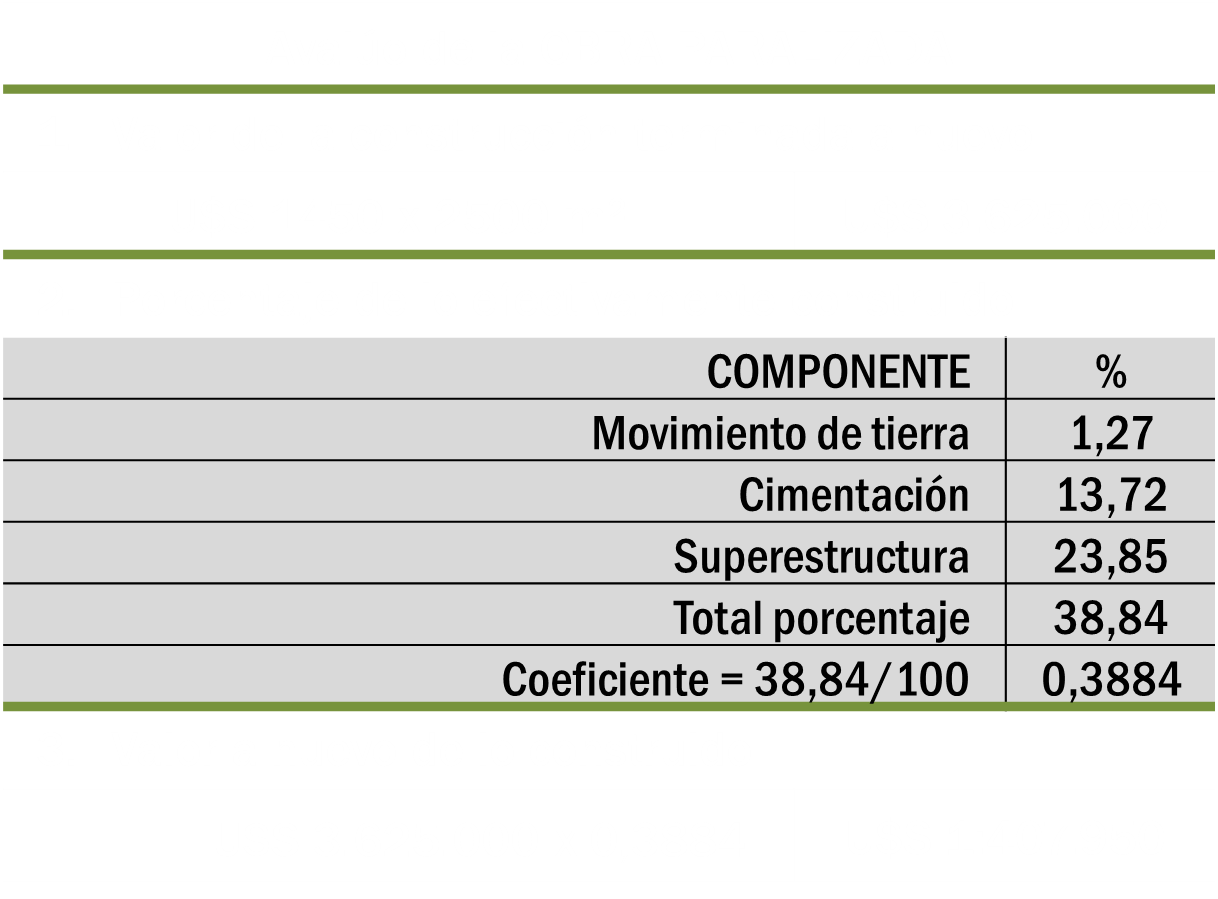 COMPONENTE %
Movimiento de tierra 1,27
Cimentación 13,72
Superestructura 23,85
Total porcentaje 38,84
Coeficiente = 38,84/100 0,3884